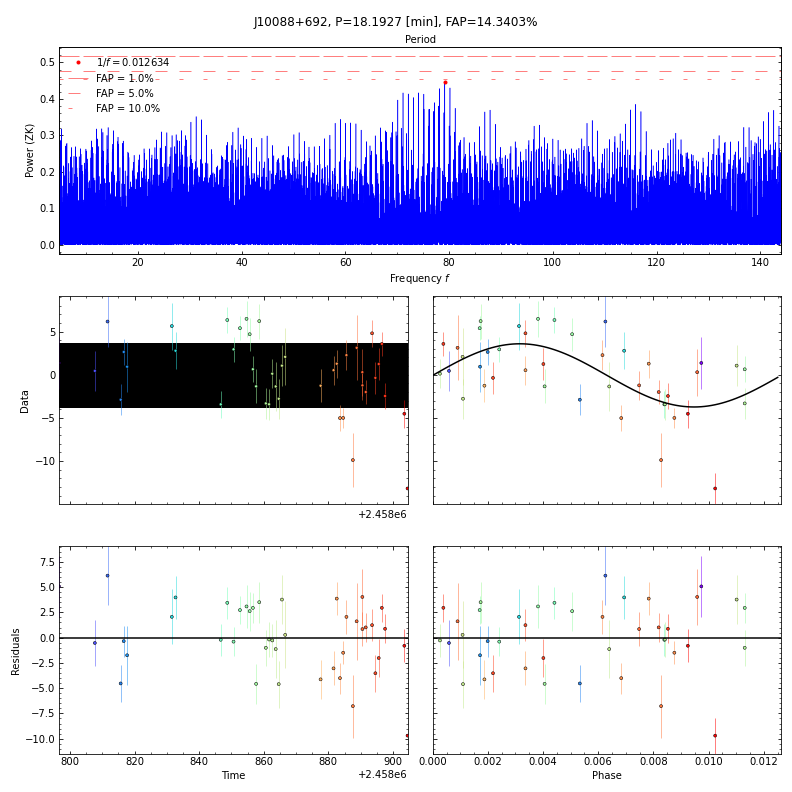 J10088+692, P=18.1927 [min], FAP=14.3403%
Period
Power (ZK)
0.5
0.4
0.3
0.2
0.1
0.0
1/f = 0.012634
FAP = 1.0%
FAP = 5.0%
FAP = 10.0%
20 40 60 80 100 120 140
Frequency f
Data
5
0
−5
−10
+2.458e6
Residuals
7.5
5.0
2.5
0.0
−2.5
−5.0
−7.5
−10.0
800 820 840 860 880 900
+2.458e6
Time
0.000 0.002 0.004 0.006 0.008 0.010 0.012
Phase